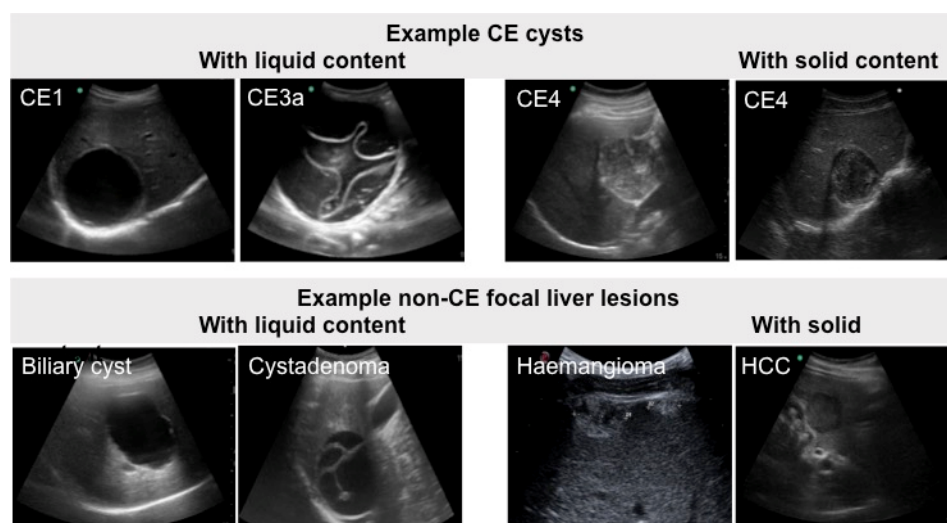 Example CE cysts
With liquid content With solid content
CE1 CE3a CE4 CE4
Example non-CE focal liver lesions
With liquid content With solid
Biliary cyst Cystadenoma Haemangioma HCC